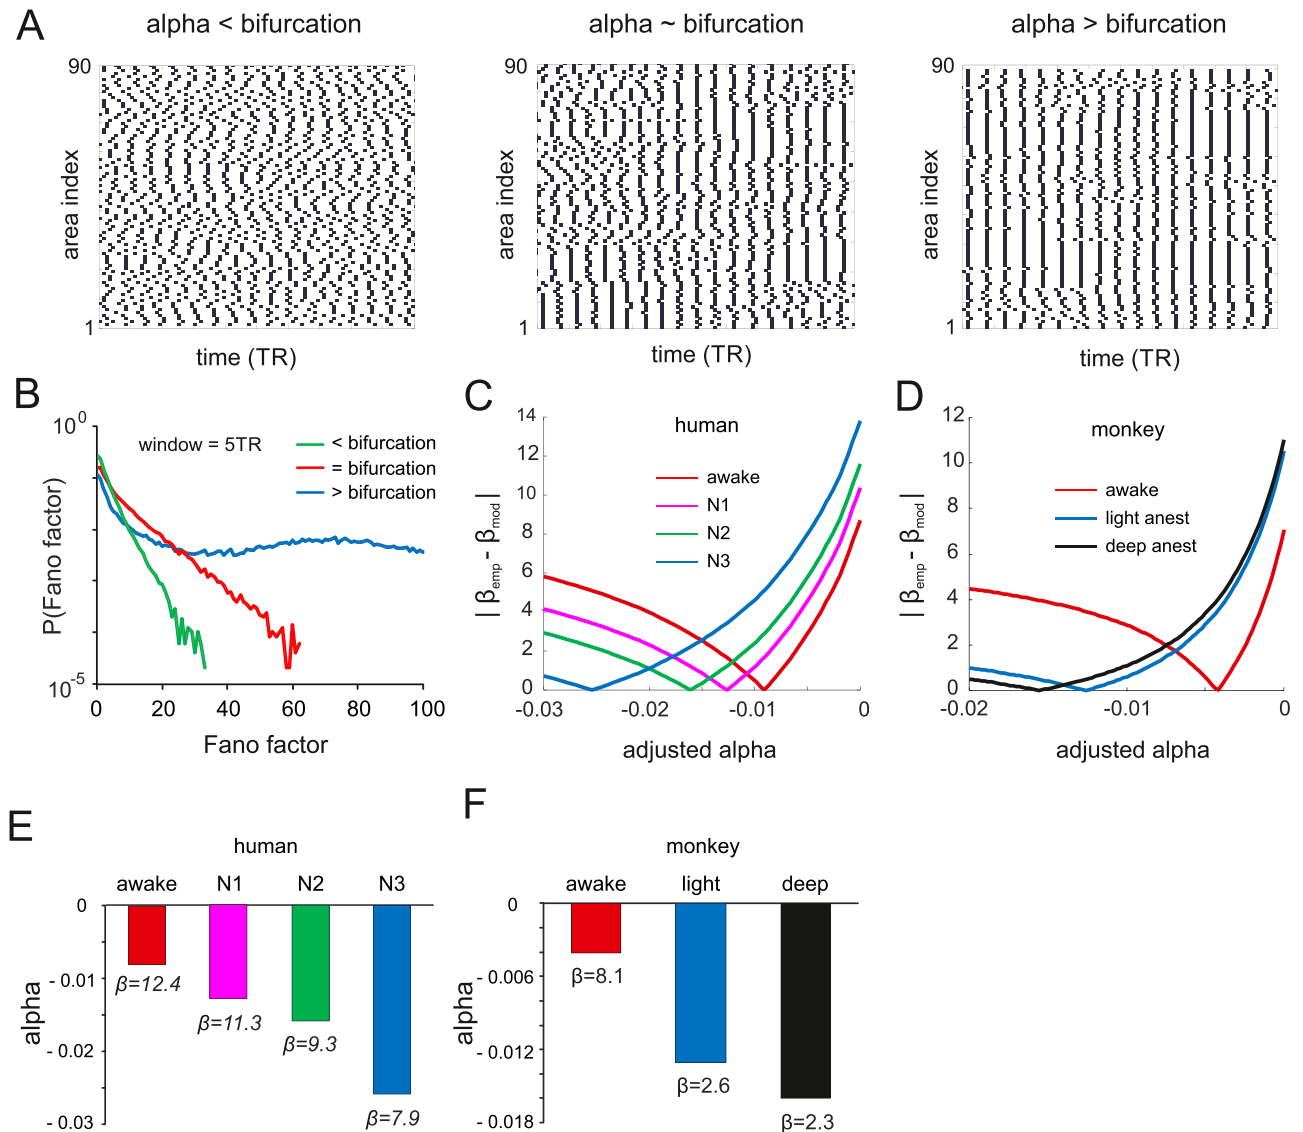 A
alpha < bifurcation
alpha ~ bifurcation
alpha > bifurcation
90
area index
1
time (TR)
90
area index
1
time (TR)
90
area index
1
time (TR)
B
10^0
P(Fano factor)
10^-5
window = 5TR
< bifurcation
= bifurcation
> bifurcation
0 20 40 60 80 100
Fano factor
C
human
awake
N1
N2
N3
| β_emp - β_mod |
14
12
10
8
6
4
2
0
-0.03 -0.02 -0.01 0
adjusted alpha
D
monkey
awake
light anest
deep anest
| β_emp - β_mod |
12
10
8
6
4
2
0
-0.02 -0.01 0
adjusted alpha
E
human
awake N1 N2 N3
alpha
0
- 0.01
- 0.02
- 0.03
β=12.4
β=11.3
β=9.3
β=7.9
F
monkey
awake light deep
alpha
0
- 0.006
- 0.012
-0.018
β=8.1
β=2.6
β=2.3